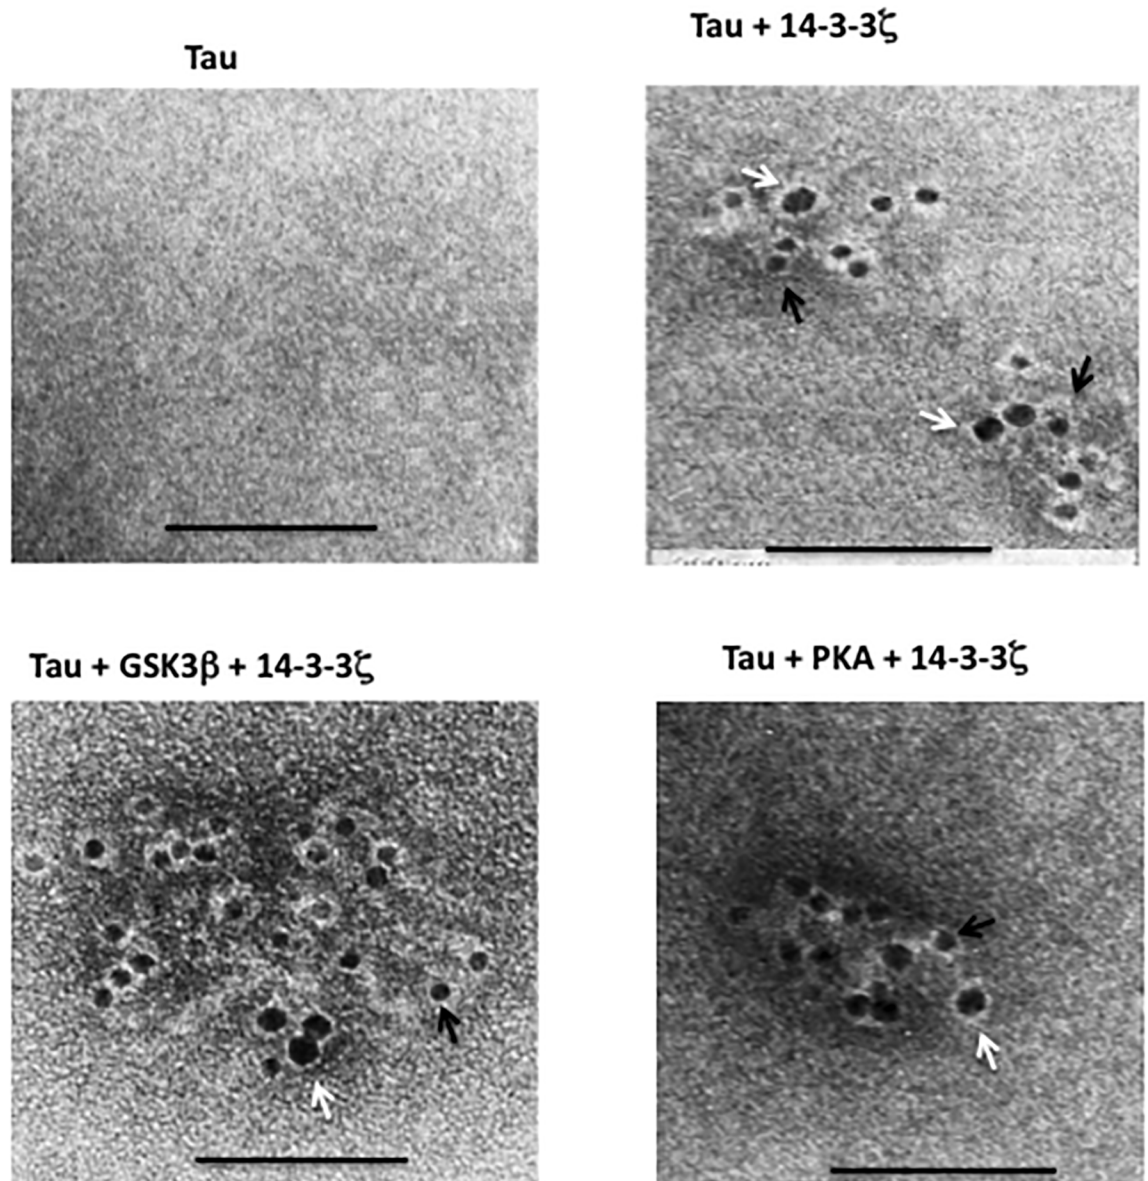 Tau
Tau + 14-3-3ζ
Tau + GSK3β + 14-3-3ζ
Tau + PKA + 14-3-3ζ